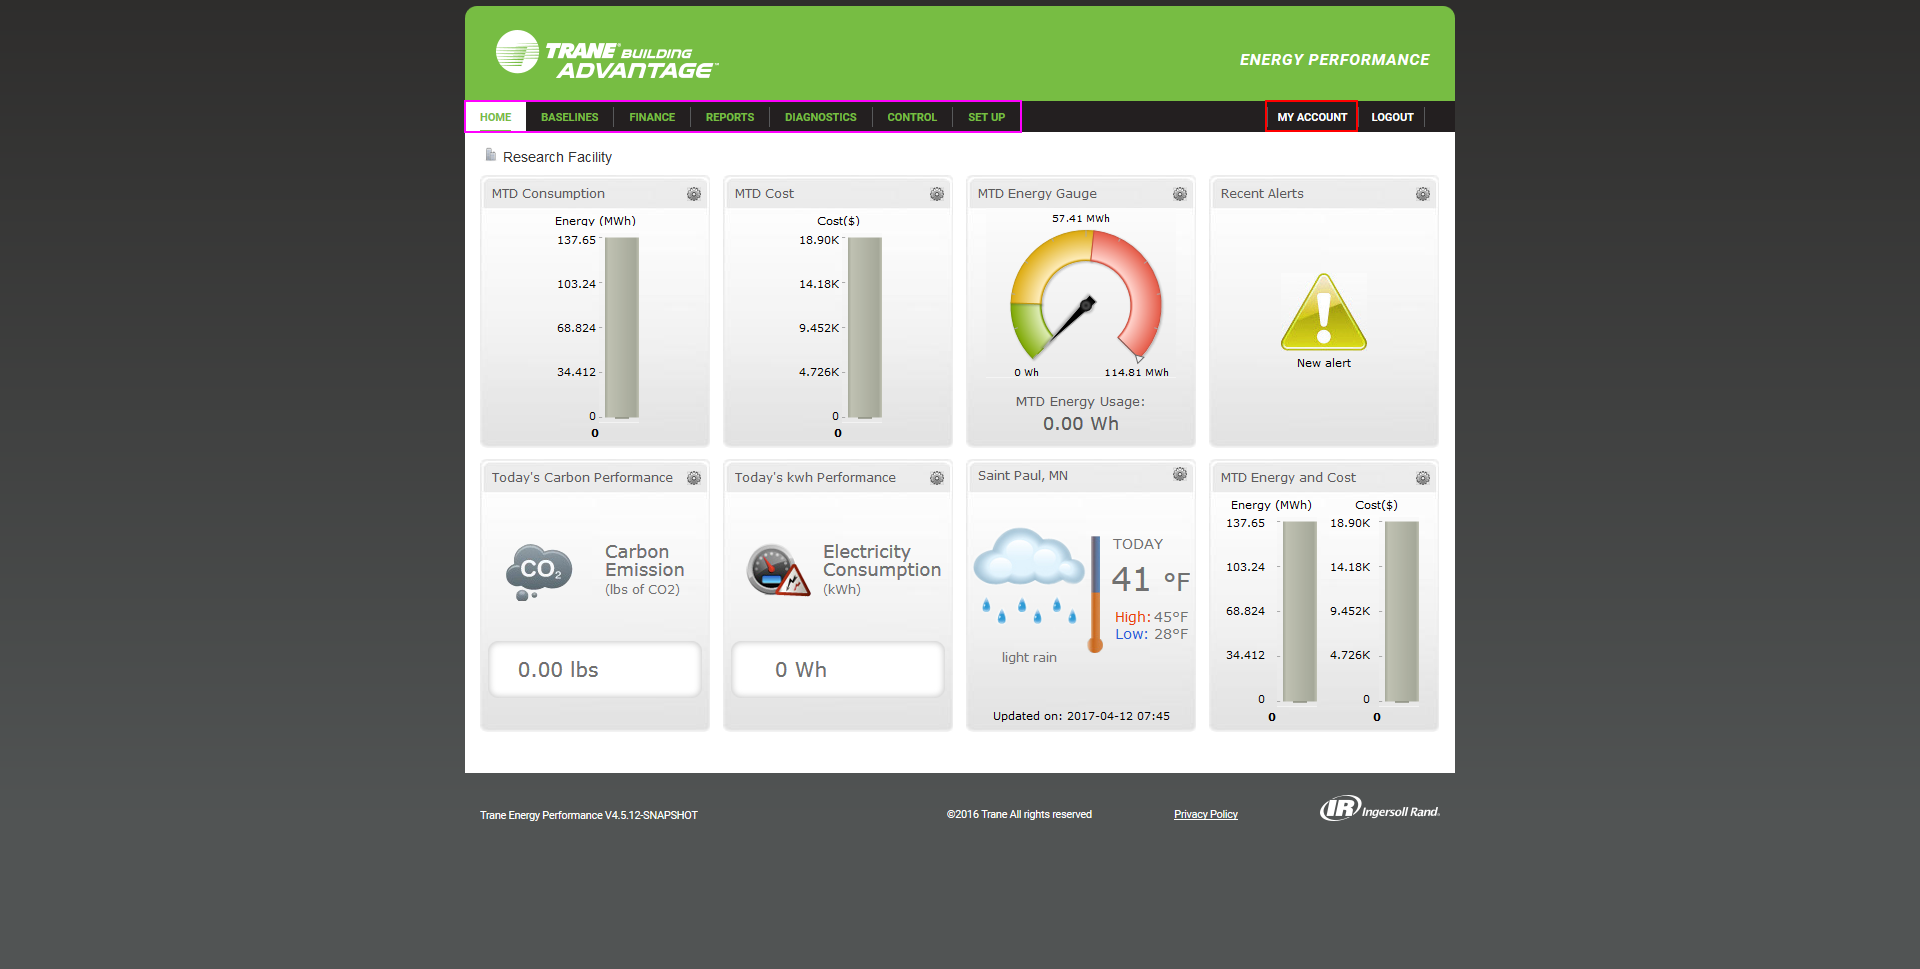 TRANE BUILDING
ADVANTAGE™
ENERGY PERFORMANCE
HOME BASELINES FINANCE REPORTS DIAGNOSTICS CONTROL SET UP MY ACCOUNT LOGOUT
Research Facility
MTD Consumption
Energy (MWh)
137.65
103.24
68.824
34.412
0
0
MTD Cost
Cost($)
18.90K
14.18K
9.452K
4.726K
0
0
MTD Energy Gauge
57.41 MWh
0 Wh 114.81 MWh
MTD Energy Usage:
0.00 Wh
Recent Alerts
New alert
Today's Carbon Performance
CO2
Carbon
Emission
(lbs of CO2)
0.00 lbs
Today's kwh Performance
Electricity
Consumption
(kWh)
0 Wh
Saint Paul, MN
TODAY
41 °F
High: 45°F
Low: 28°F
light rain
Updated on: 2017-04-12 07:45
MTD Energy and Cost
Energy (MWh) Cost($)
137.65 18.90K
103.24 14.18K
68.824 9.452K
34.412 4.726K
0 0
0 0
Trane Energy Performance V4.5.12-SNAPSHOT
©2016 Trane All rights reserved
Privacy Policy
IR Ingersoll Rand